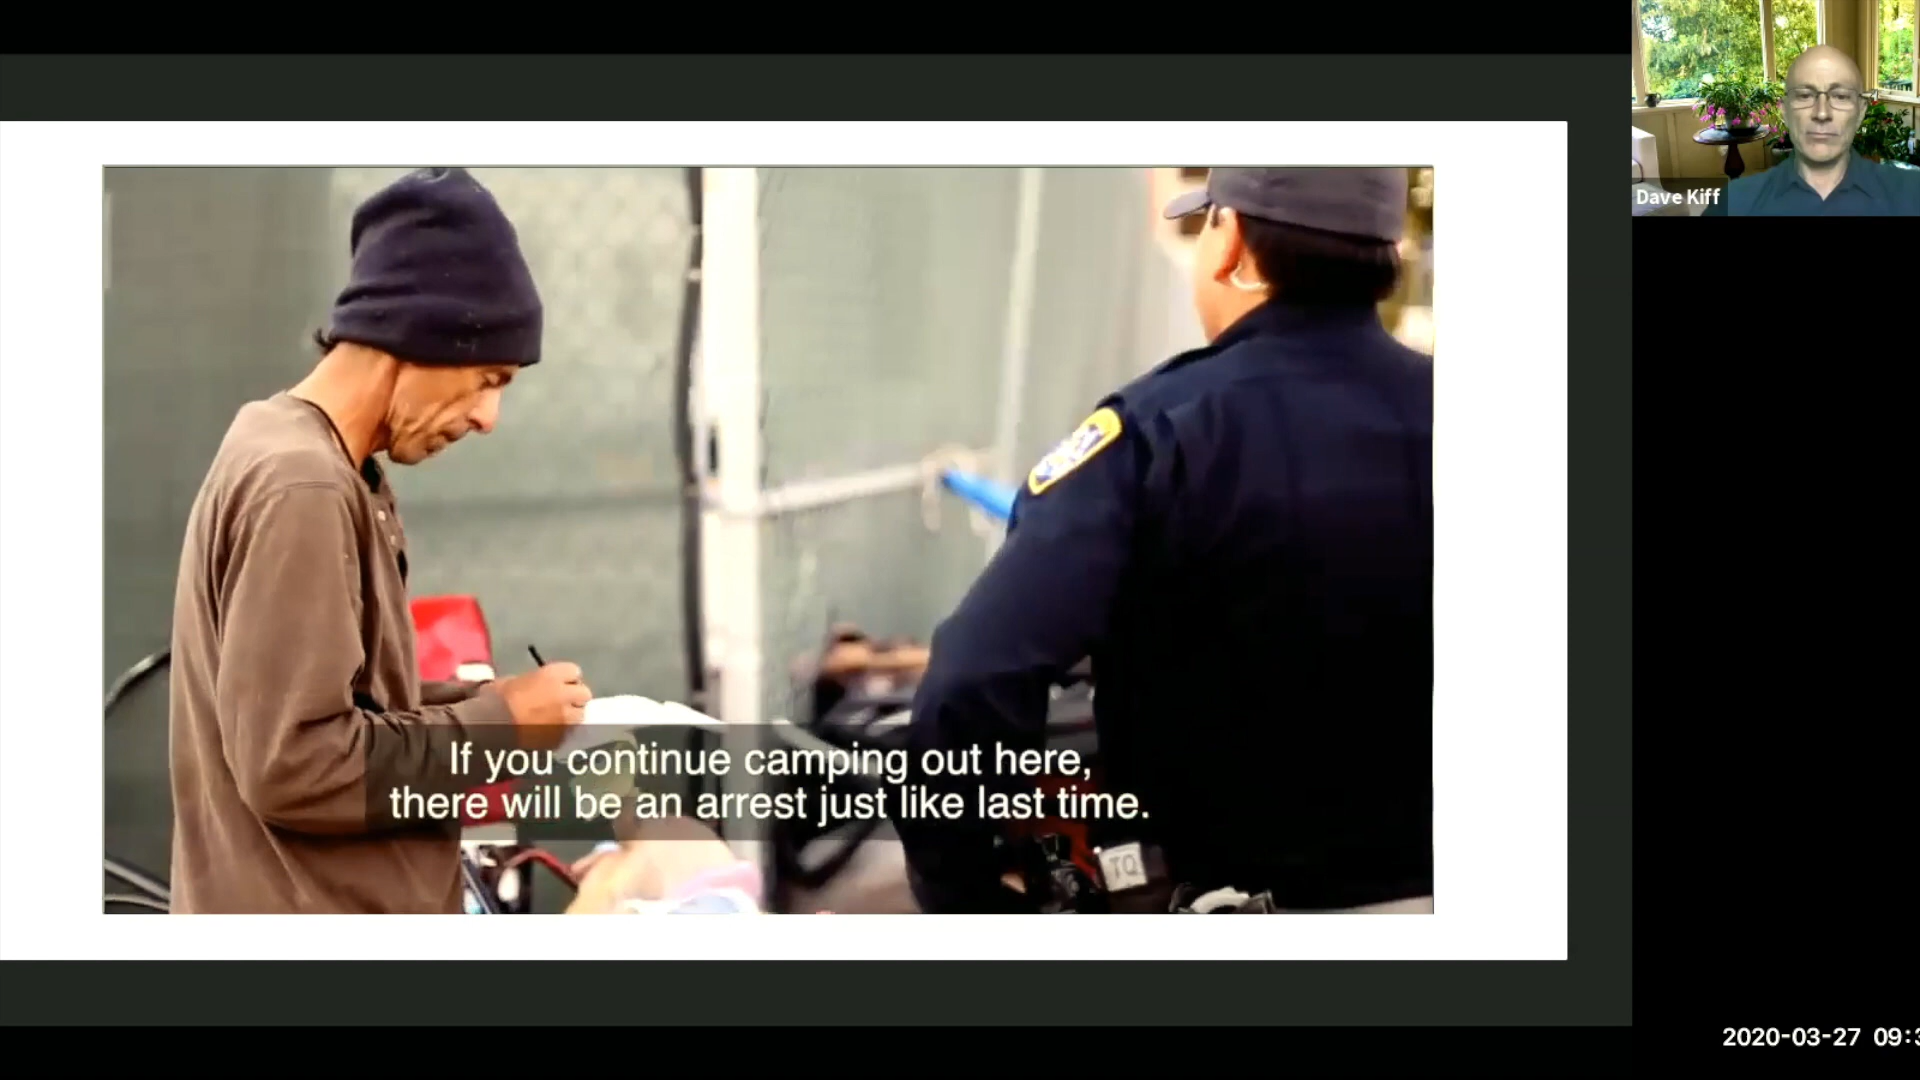 Dave Kiff
If you continue camping out here,
there will be an arrest just like last time.
TQ
2020-03-27 09:3